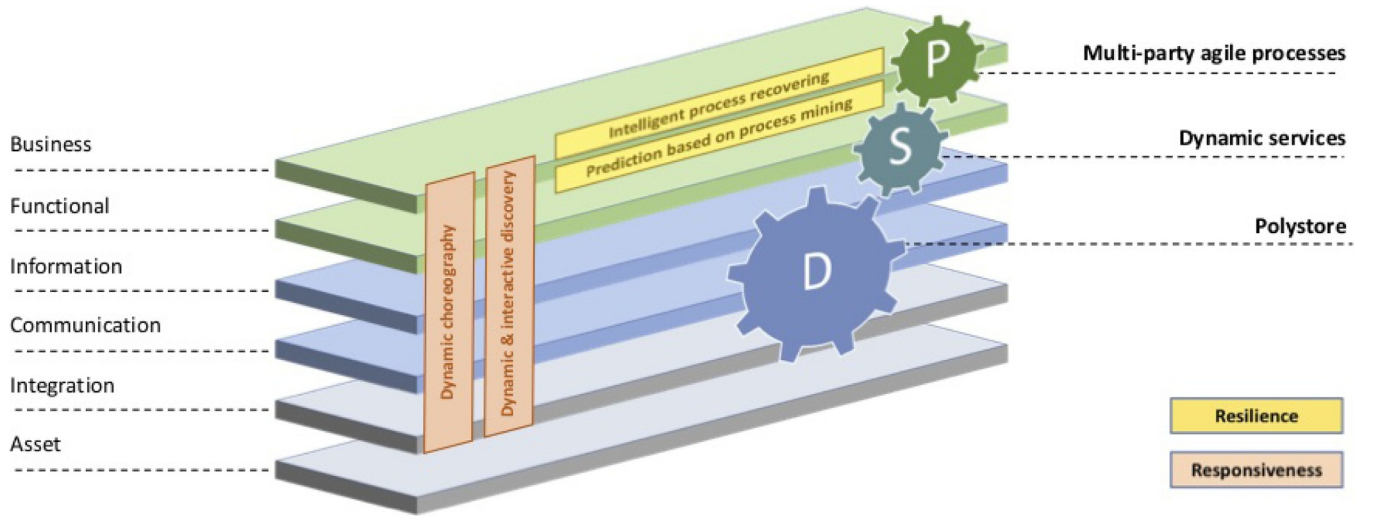 Business
Functional
Information
Communication
Integration
Asset
Dynamic choreography
Dynamic & interactive discovery
Intelligent process recovering
Prediction based on process mining
P
S
D
Multi-party agile processes
Dynamic services
Polystore
Resilience
Responsiveness